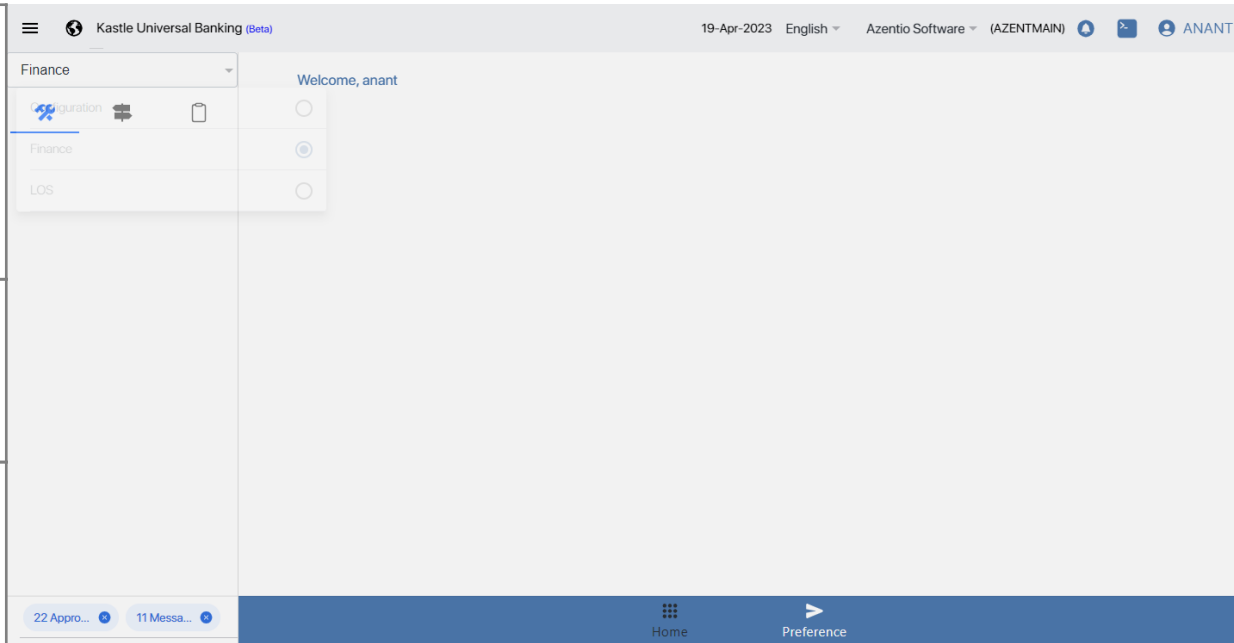 Kastle Universal Banking (Beta)
19-Apr-2023 English Azentio Software (AZENTMAIN) ANANT
Finance
Welcome, anant
Configuration
Finance
LOS
22 Appro... 11 Messa...
Home Preference